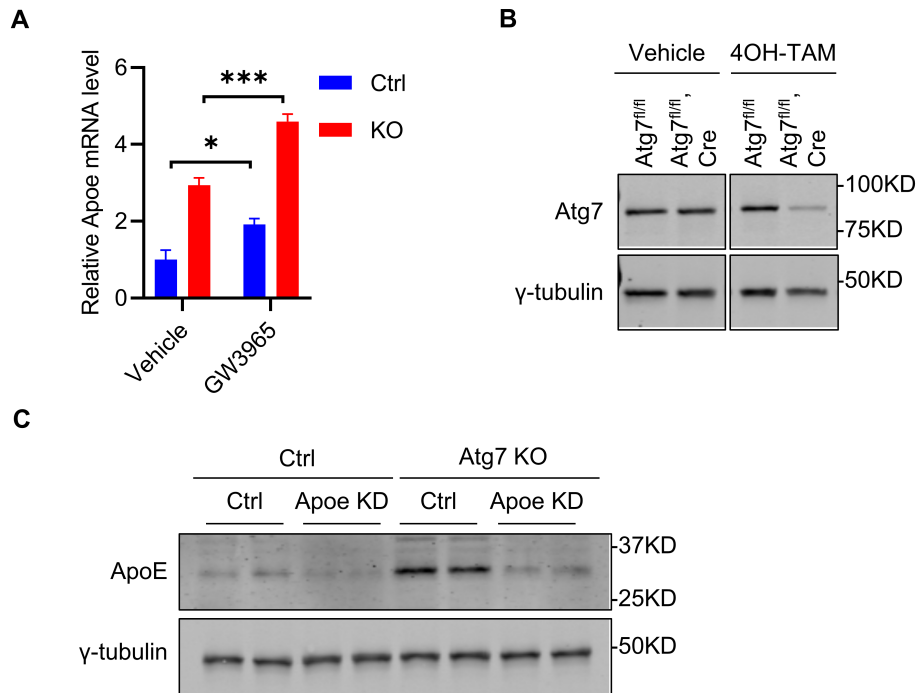 A
Relative Apoe mRNA level
6
4
2
0
***
*
Ctrl
KO
Vehicle
GW3965
B
Vehicle
4OH-TAM
Atg7fl/fl
Atg7fl/fl,
Cre
Atg7fl/fl
Atg7fl/fl,
Cre
Atg7
-100KD
-75KD
γ-tubulin
-50KD
C
Ctrl
Atg7 KO
Ctrl
Apoe KD
Ctrl
Apoe KD
ApoE
-37KD
-25KD
γ-tubulin
-50KD